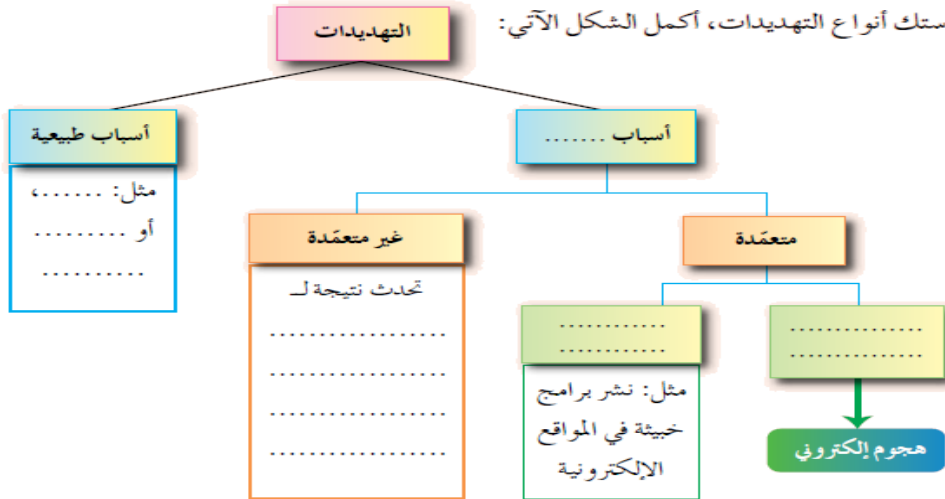 ستك أنواع التهديدات، أكمل الشكل الآتي:
التهديدات
أسباب .......
أسباب طبيعية
مثل: ......،
أو .........
..........
متعمّدة
غير متعمّدة
تحدث نتيجة لــ
..................
..................
..................
..................
...............
...............
هجوم إلكتروني
............
............
مثل: نشر برامج
خبيثة في المواقع
الإلكترونية